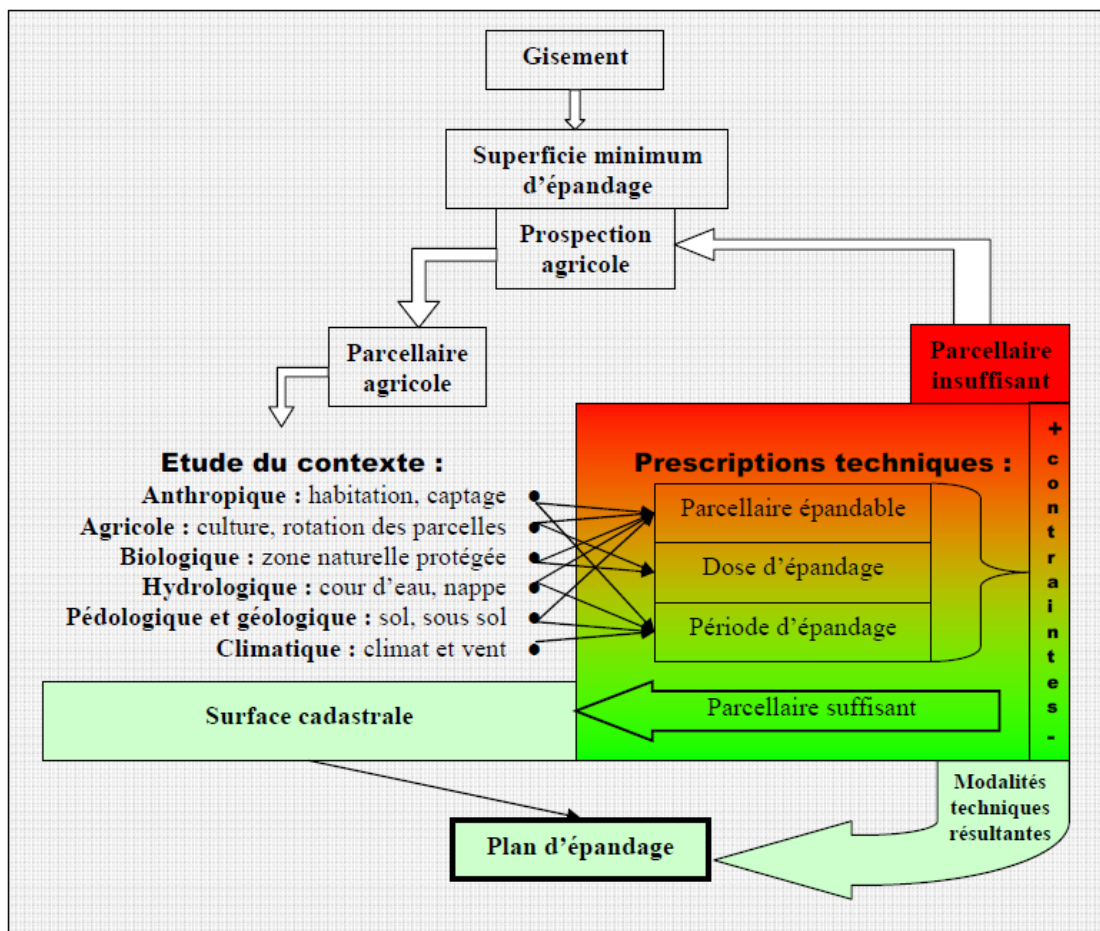 Gisement
Superficie minimum
d'épandage
Prospection
agricole
Parcellaire
agricole
Parcellaire
insuffisant
Etude du contexte :
Anthropique : habitation, captage
Agricole : culture, rotation des parcelles
Biologique : zone naturelle protégée
Hydrologique : cour d'eau, nappe
Pédologique et géologique : sol, sous sol
Climatique : climat et vent
Prescriptions techniques :
Parcellaire épandable
Dose d'épandage
Période d'épandage
+ contraintes -
Parcellaire suffisant
Surface cadastrale
Modalités
techniques
résultantes
Plan d'épandage